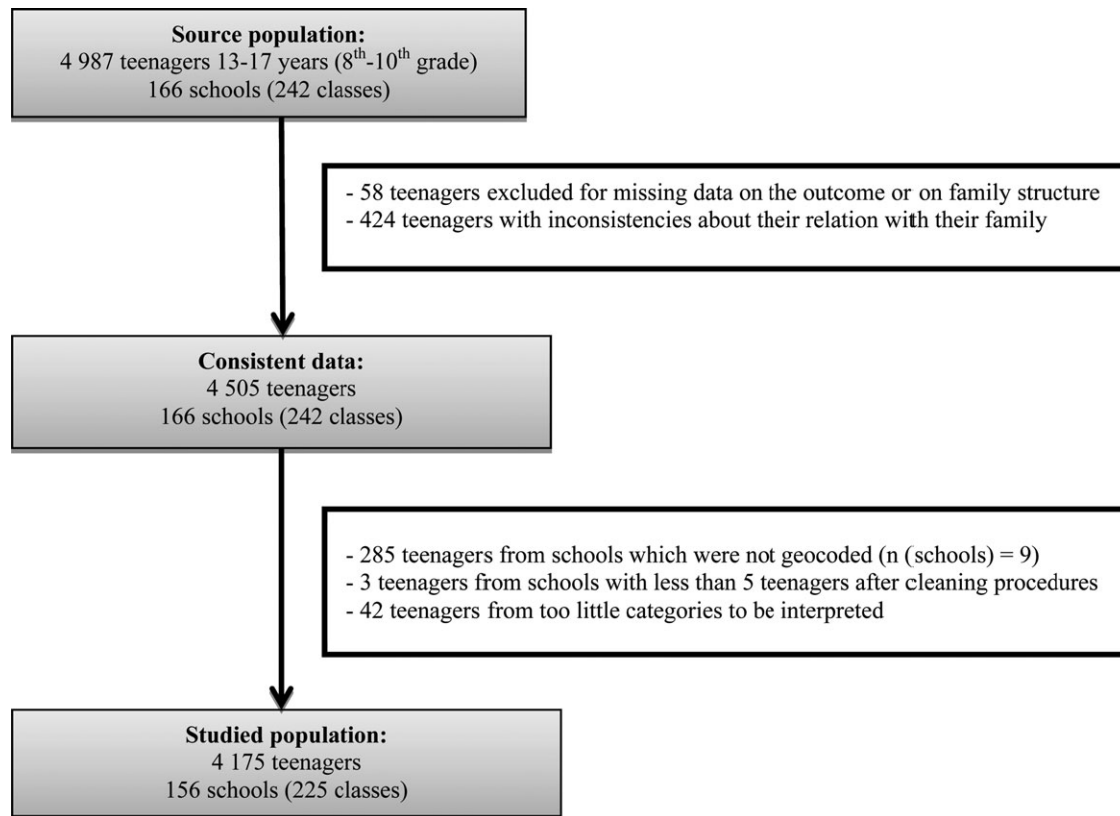 Source population:
4 987 teenagers 13-17 years (8th-10th grade)
166 schools (242 classes)
- 58 teenagers excluded for missing data on the outcome or on family structure
- 424 teenagers with inconsistencies about their relation with their family
Consistent data:
4 505 teenagers
166 schools (242 classes)
- 285 teenagers from schools which were not geocoded (n (schools) = 9)
- 3 teenagers from schools with less than 5 teenagers after cleaning procedures
- 42 teenagers from too little categories to be interpreted
Studied population:
4 175 teenagers
156 schools (225 classes)